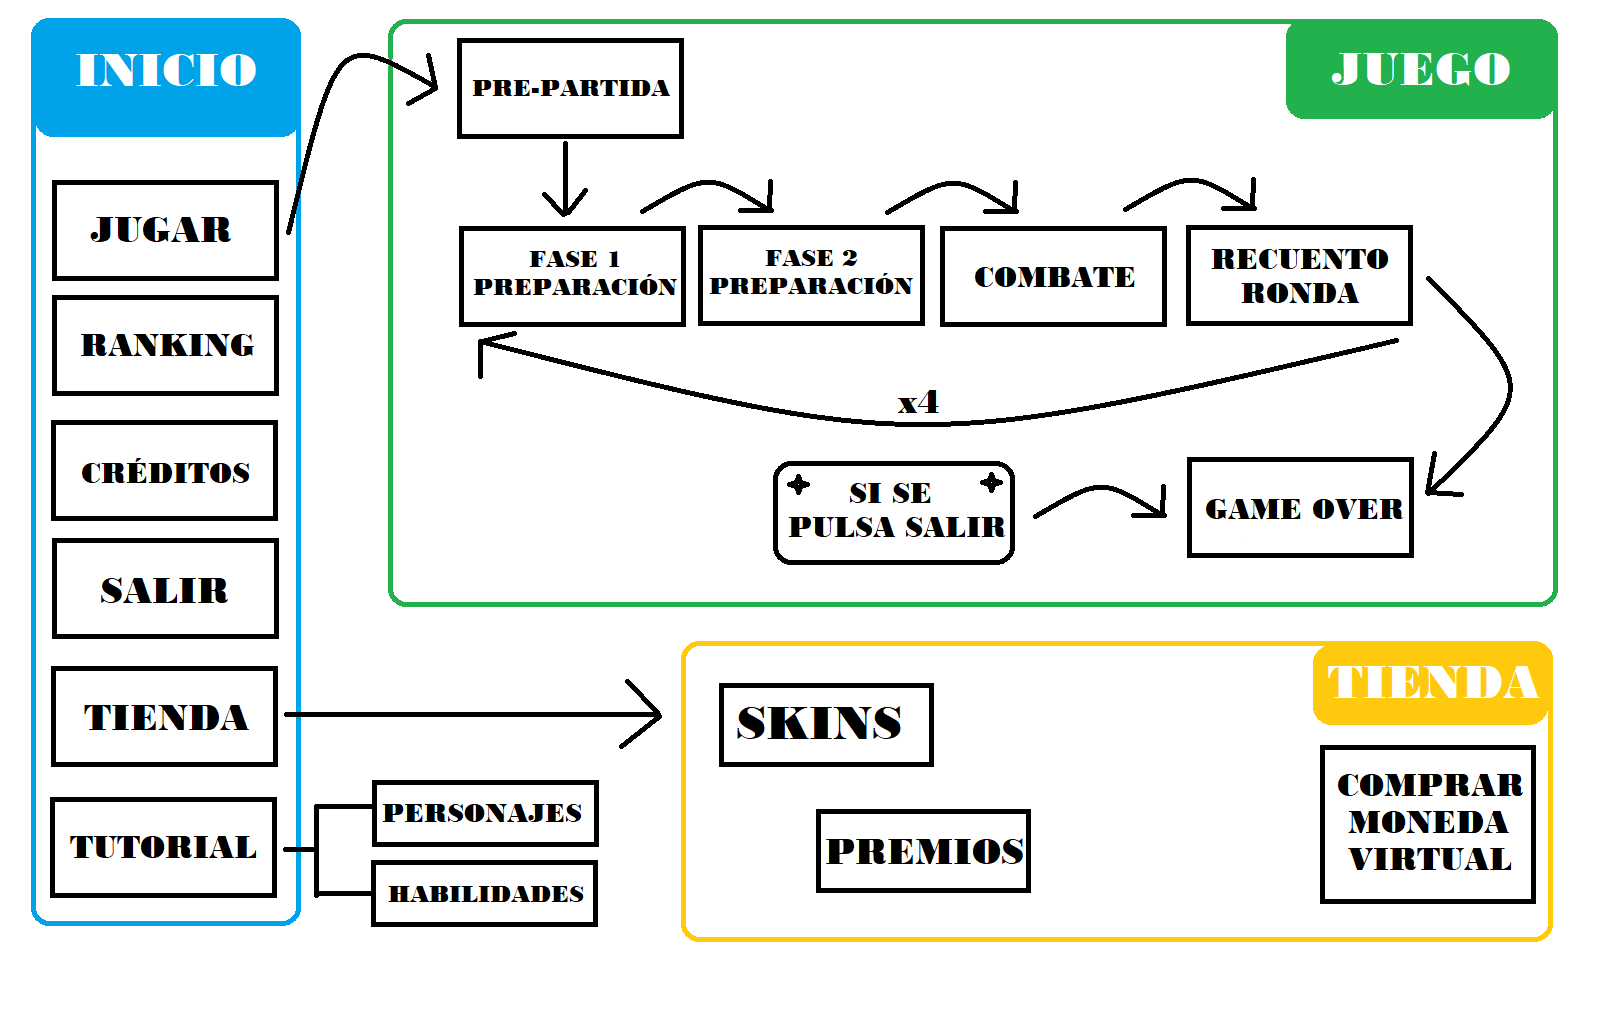 INICIO
JUGAR
RANKING
CRÉDITOS
SALIR
TIENDA
TUTORIAL
PERSONAJES
HABILIDADES
JUEGO
PRE-PARTIDA
FASE 1
PREPARACIÓN
FASE 2
PREPARACIÓN
COMBATE
RECUENTO
RONDA
x4
SI SE
PULSA SALIR
GAME OVER
TIENDA
SKINS
PREMIOS
COMPRAR
MONEDA
VIRTUAL